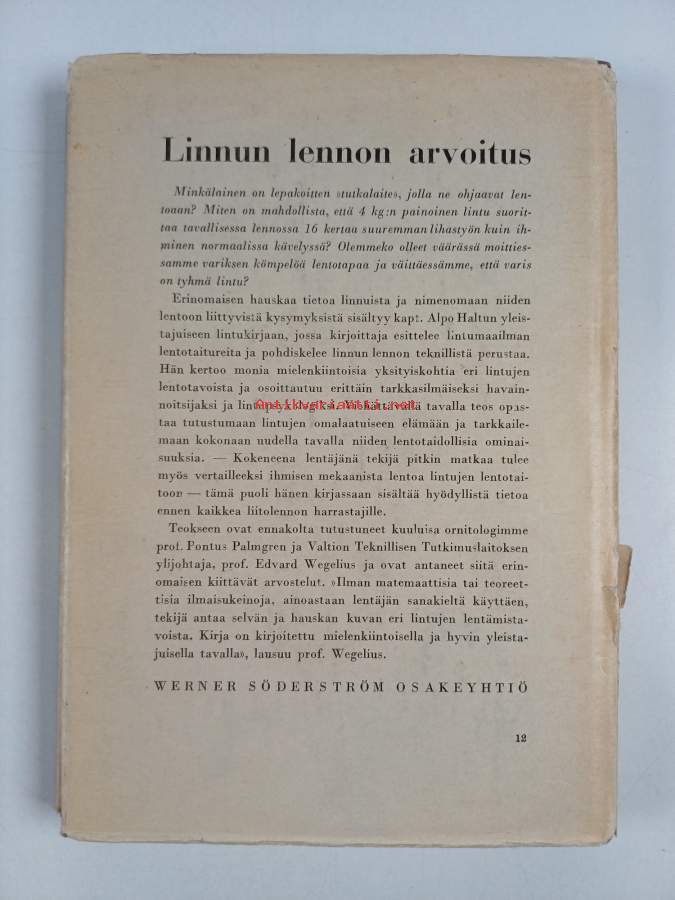 Linnun lennon arvoitus
Minkälainen on lepakoitten »tutkalaite», jolla ne ohjaavat len-
toaan? Miten on mahdollista, että 4 kg:n painoinen lintu suorit-
taa tavallisessa lennossa 16 kertaa suuremman lihastyön kuin ih-
minen normaalissa kävelyssä? Olemmeko olleet väärässä moitties-
samme variksen kömpelöä lentotapaa ja väittäessämme, että varis
on tyhmä lintu?
Erinomaisen hauskaa tietoa linnuista ja nimenomaan niiden
lentoon liittyvistä kysymyksistä sisältyy kapt. Alpo Haltun yleis-
tajuiseen lintukirjaan, jossa kirjoittaja esittelee lintumaailman
lentotaitureita ja pohdiskelee linnun lennon teknillistä perustaa.
Hän kertoo monia mielenkiintoisia yksityiskohtia eri lintujen
lentotavoista ja osoittautuu erittäin tarkkasilmäiseksi havain-
noitsijaksi ja lintupsykologiksi. Viehättävällä tavalla teos opas-
Antikvariaatti.net
taa tutustumaan lintujen omalaatuiseen elämään ja tarkkaile-
maan kokonaan uudella tavalla niiden lentotaidollisia ominai-
suuksia. — Kokeneena lentäjänä tekijä pitkin matkaa tulee
myös vertailleeksi ihmisen mekaanista lentoa lintujen lentotai-
toon — tämä puoli hänen kirjassaan sisältää hyödyllistä tietoa
ennen kaikkea liitolennon harrastajille.
Teokseen ovat ennakolta tutustuneet kuuluisa ornitologimme
prof. Pontus Palmgren ja Valtion Teknillisen Tutkimuslaitoksen
ylijohtaja, prof. Edvard Wegelius ja ovat antaneet siitä erin-
omaisen kiittävät arvostelut. »Ilman matemaattisia tai teoreet-
tisia ilmaisukeinoja, ainoastaan lentäjän sanakieltä käyttäen,
tekijä antaa selvän ja hauskan kuvan eri lintujen lentämista-
voista. Kirja on kirjoitettu mielenkiintoisella ja hyvin yleista-
juisella tavalla», lausuu prof. Wegelius.
WERNER SÖDERSTRÖM OSAKEYHTIÖ
12